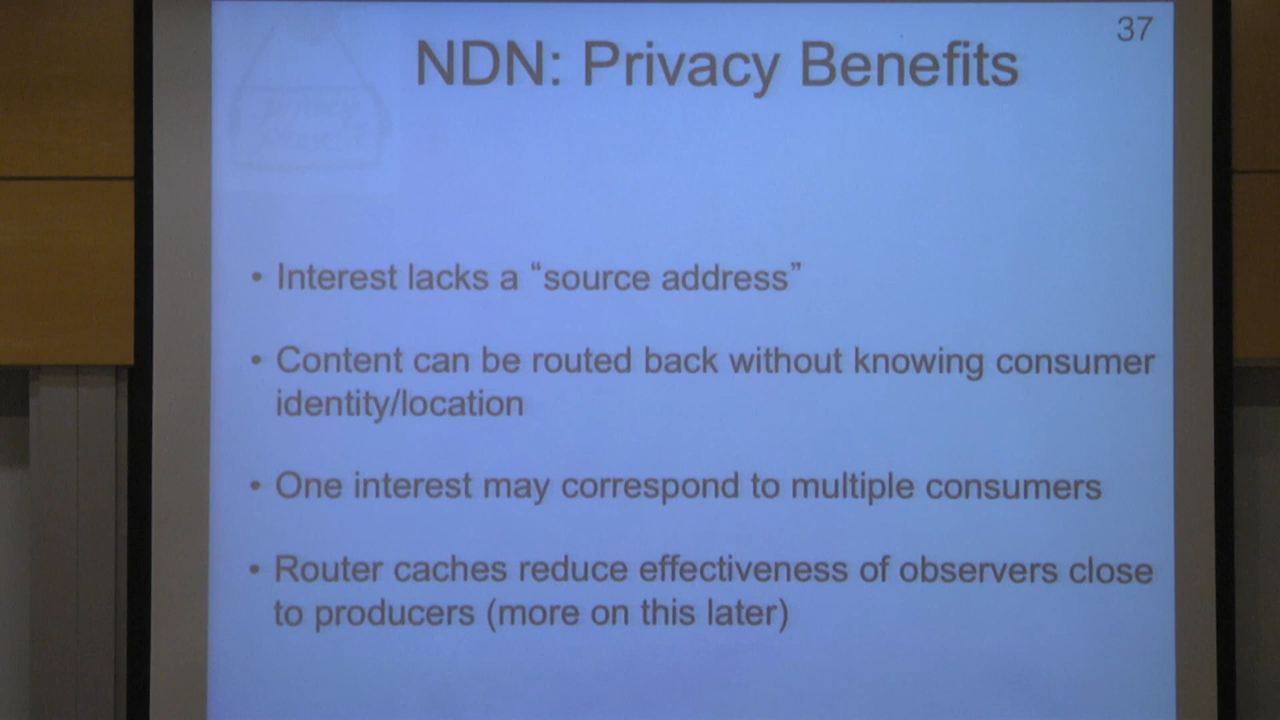 37
NDN: Privacy Benefits
• Interest lacks a “source address”
• Content can be routed back without knowing consumer
identity/location
• One interest may correspond to multiple consumers
• Router caches reduce effectiveness of observers close
to producers (more on this later)